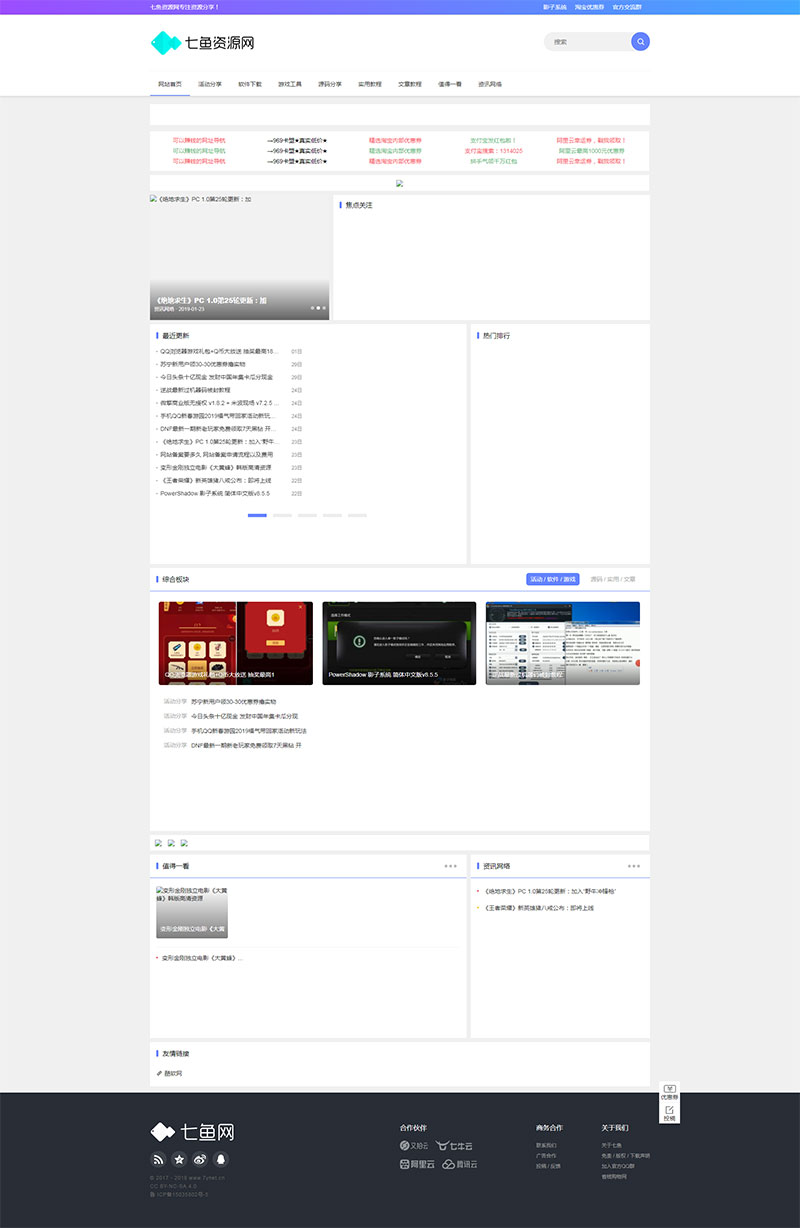 七鱼资源网专注资源分享！
影子系统 淘宝优惠群 官方交流群
七鱼资源网
搜索
网站首页 活动分享 软件下载 游戏工具 源码分享 实用教程 文章教程 值得一看 资讯网络
可以赚钱的网址导航 →969卡盟★真实低价★ 精选淘宝内部优惠券 支付宝发红包啦！ 阿里云幸运券，戳我领取！
可以赚钱的网址导航 →969卡盟★真实低价★ 精选淘宝内部优惠券 支付宝搜索：1314025 阿里云最高1000元优惠券
可以赚钱的网址导航 →969卡盟★真实低价★ 精选淘宝内部优惠券 拼手气领千万红包 阿里云幸运券，戳我领取！
《绝地求生》PC 1.0第25轮更新：加
《绝地求生》PC 1.0第25轮更新：加
资讯网络 · 2019-01-23
焦点关注
最近更新
QQ浏览器游戏礼包+Q币大放送 抽奖最高18... 01日
苏宁新用户领30-30优惠券撸实物 29日
今日头条十亿现金 发财中国年集卡瓜分现金 29日
逆战最新过机器码被封教程 24日
微擎商业版无授权 v1.8.2 + 米波现场 v7.2.5 ... 24日
手机QQ新春游园2019福气带回家活动新玩... 24日
DNF最新一期新老玩家免费领取7天黑钻 开... 24日
《绝地求生》PC 1.0第25轮更新：加入“野牛... 23日
网站备案要多久 网站备案申请流程以及费用 23日
变形金刚独立电影《大黄蜂》韩版高清资源 23日
《王者荣耀》新英雄猪八戒公布：即将上线 22日
PowerShadow 影子系统 简体中文版v8.5.5 22日
热门排行
综合板块
活动 / 软件 / 游戏 源码 / 实用 / 文章
QQ浏览器游戏礼包+Q币大放送 抽奖最高1
PowerShadow 影子系统 简体中文版v8.5.5
逆战最新过机器码被封教程
活动分享 苏宁新用户领30-30优惠券撸实物
活动分享 今日头条十亿现金 发财中国年集卡瓜分现
活动分享 手机QQ新春游园2019福气带回家活动新玩法
活动分享 DNF最新一期新老玩家免费领取7天黑钻 开
值得一看
变形金刚独立电影《大黄蜂》韩版高清资源
变形金刚独立电影《大黄
变形金刚独立电影《大黄蜂》...
资讯网络
《绝地求生》PC 1.0第25轮更新：加入“野牛冲锋枪”
《王者荣耀》新英雄猪八戒公布：即将上线
友情链接
酷软网
优惠券
投稿
七鱼网
© 2017 - 2019 www.7ynet.cn
CC BY-NC-SA 4.0
合作伙伴
又拍云 七牛云
阿里云 腾讯云
商务合作
联系我们
广告合作
投稿 / 反馈
关于我们
关于七鱼
免责 / 版权 / 下载声明
加入官方QQ群
省钱购物网